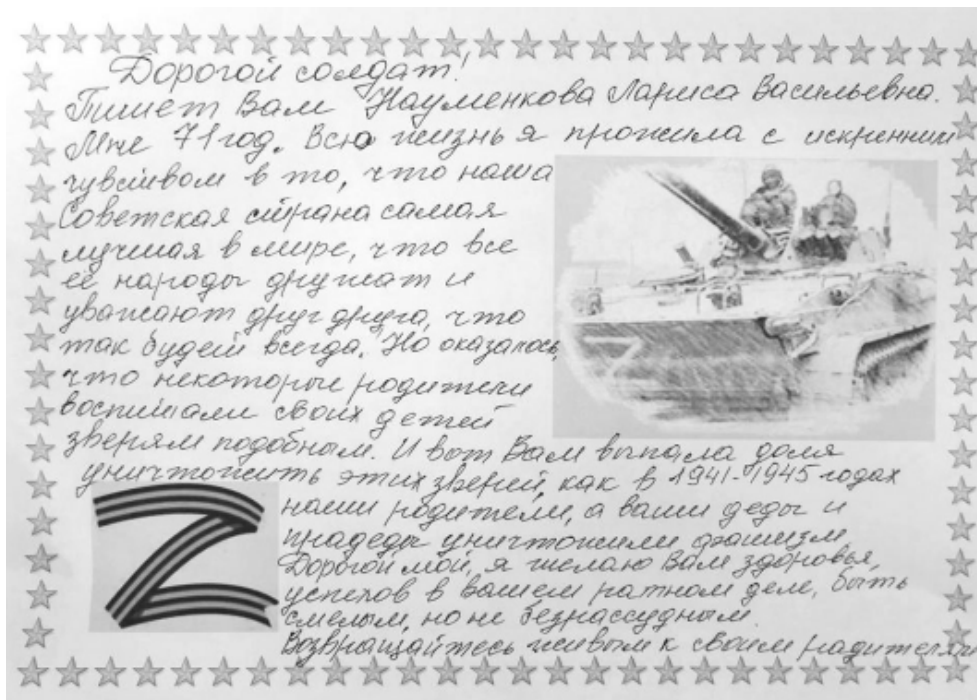 Дорогой солдат!
Пишет Вам Науменкова Лариса Васильевна.
Мне 71 год. Всю жизнь я прожила с искренним
чувством в то, что наша
Советская страна самая
лучшая в мире, что все
её народы дружат и
уважают друг друга, что
так будет всегда. Но оказалось,
что некоторые родители
воспитали своих детей
зверям подобным. И вот Вам выпала доля
уничтожить этих зверей, как в 1941-1945 годах
наши родители, а ваши деды и
прадеды уничтожили фашизм.
Дорогой мой, я желаю Вам здоровья,
успехов в вашем ратном деле, быть
смелым, но не безрассудным.
Возвращайтесь живым к своим родителям
Z